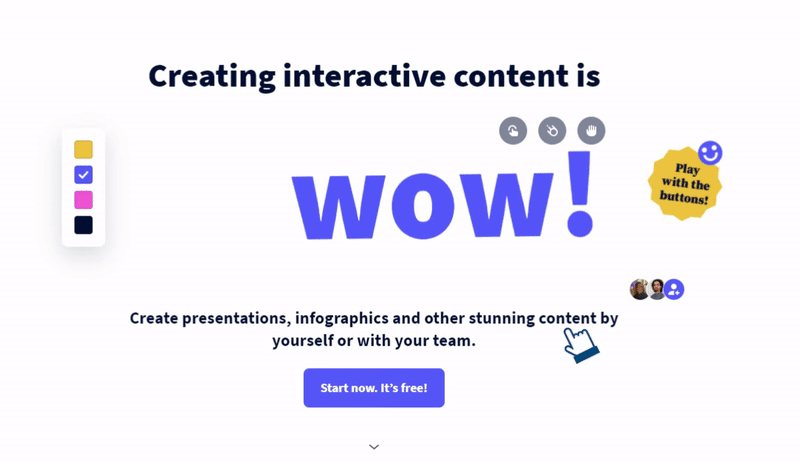 Creating interactive content is
wow!
Play
with the
buttons!
Create presentations, infographics and other stunning content by
yourself or with your team.
Start now. It's free!